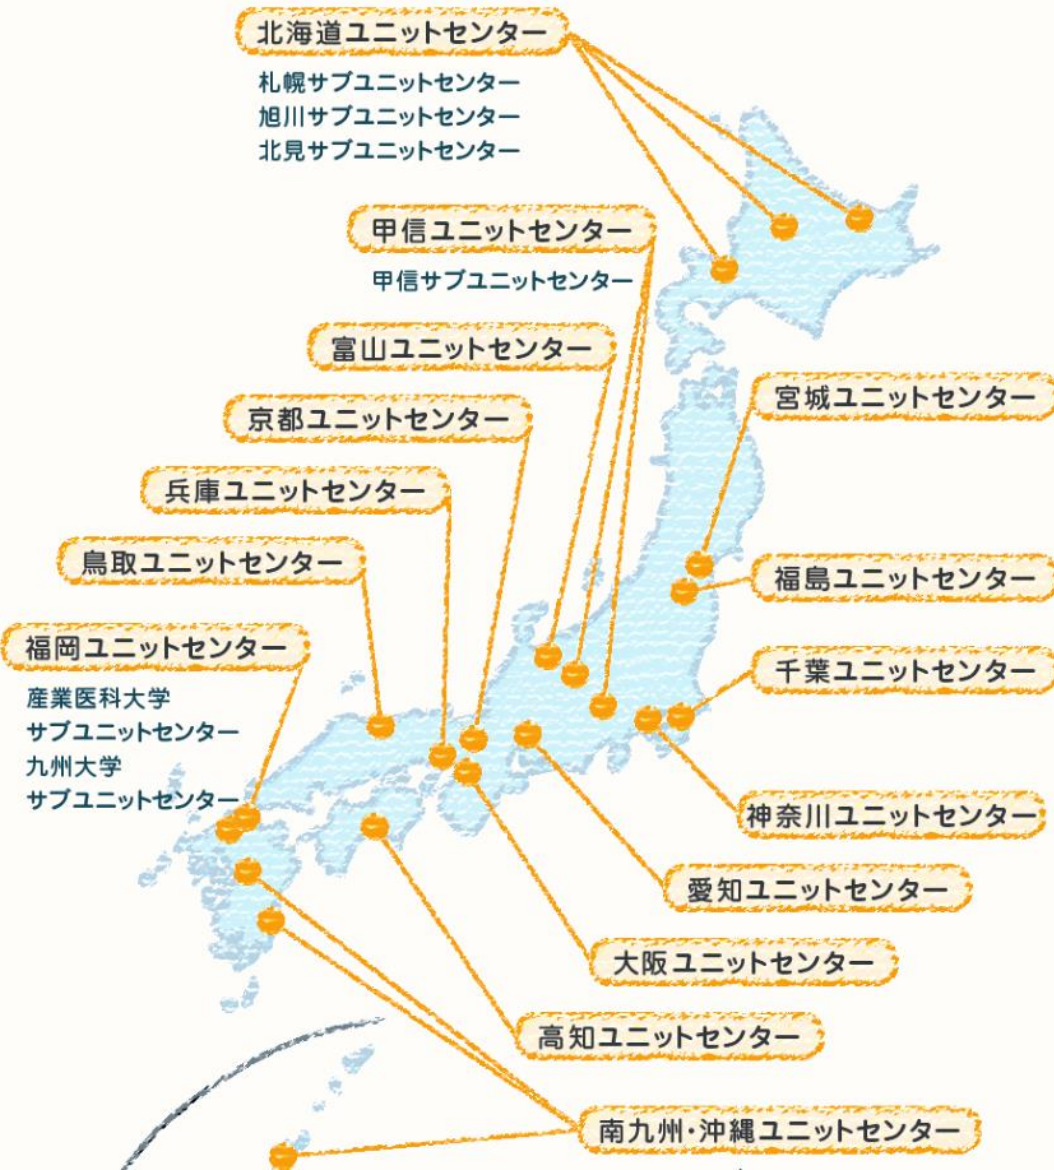 北海道ユニットセンター
札幌サブユニットセンター
旭川サブユニットセンター
北見サブユニットセンター
甲信ユニットセンター
甲信サブユニットセンター
富山ユニットセンター
京都ユニットセンター
兵庫ユニットセンター
鳥取ユニットセンター
福岡ユニットセンター
産業医科大学
サブユニットセンター
九州大学
サブユニットセンター
宮城ユニットセンター
福島ユニットセンター
千葉ユニットセンター
神奈川ユニットセンター
愛知ユニットセンター
大阪ユニットセンター
高知ユニットセンター
南九州・沖縄ユニットセンター